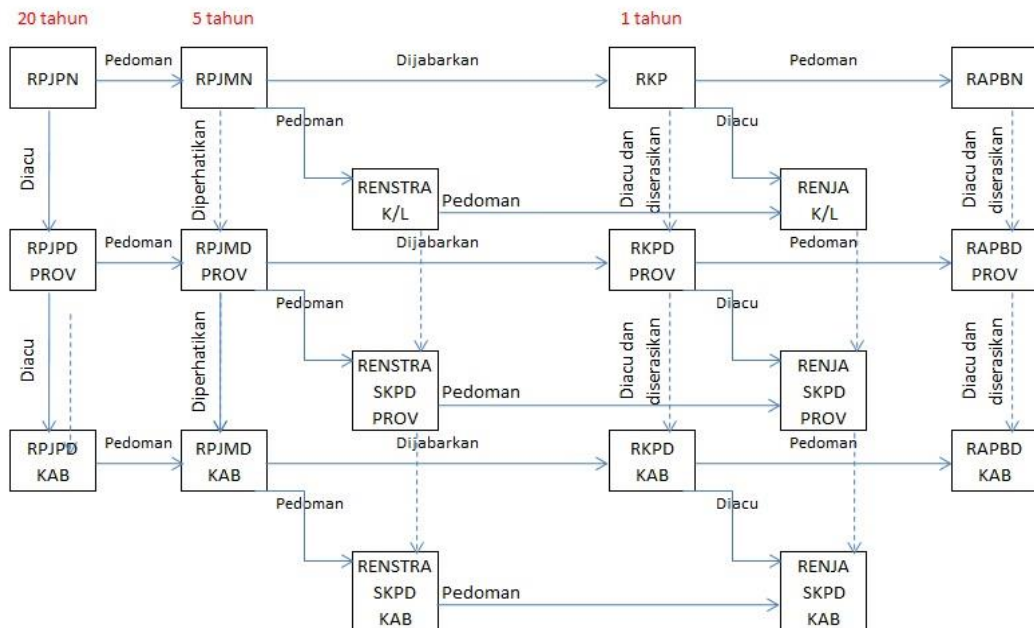 20 tahun
5 tahun
1 tahun
RPJPN
Pedoman
RPJMN
Dijabarkan
RKP
Pedoman
RAPBN
Diacu
Diperhatikan
Pedoman
Diacu dan
diserasikan
Diacu
Diacu dan
diserasikan
RENSTRA
K/L
Pedoman
RENJA
K/L
RPJPD
PROV
Pedoman
RPJMD
PROV
Dijabarkan
RKPD
PROV
Pedoman
RAPBD
PROV
Diacu
Diperhatikan
Pedoman
Diacu dan
diserasikan
Diacu
Diacu dan
diserasikan
RENSTRA
SKPD
PROV
Pedoman
RENJA
SKPD
PROV
RPJPD
KAB
Pedoman
RPJMD
KAB
Dijabarkan
RKPD
KAB
Pedoman
RAPBD
KAB
Pedoman
Diacu
RENSTRA
SKPD
KAB
Pedoman
RENJA
SKPD
KAB